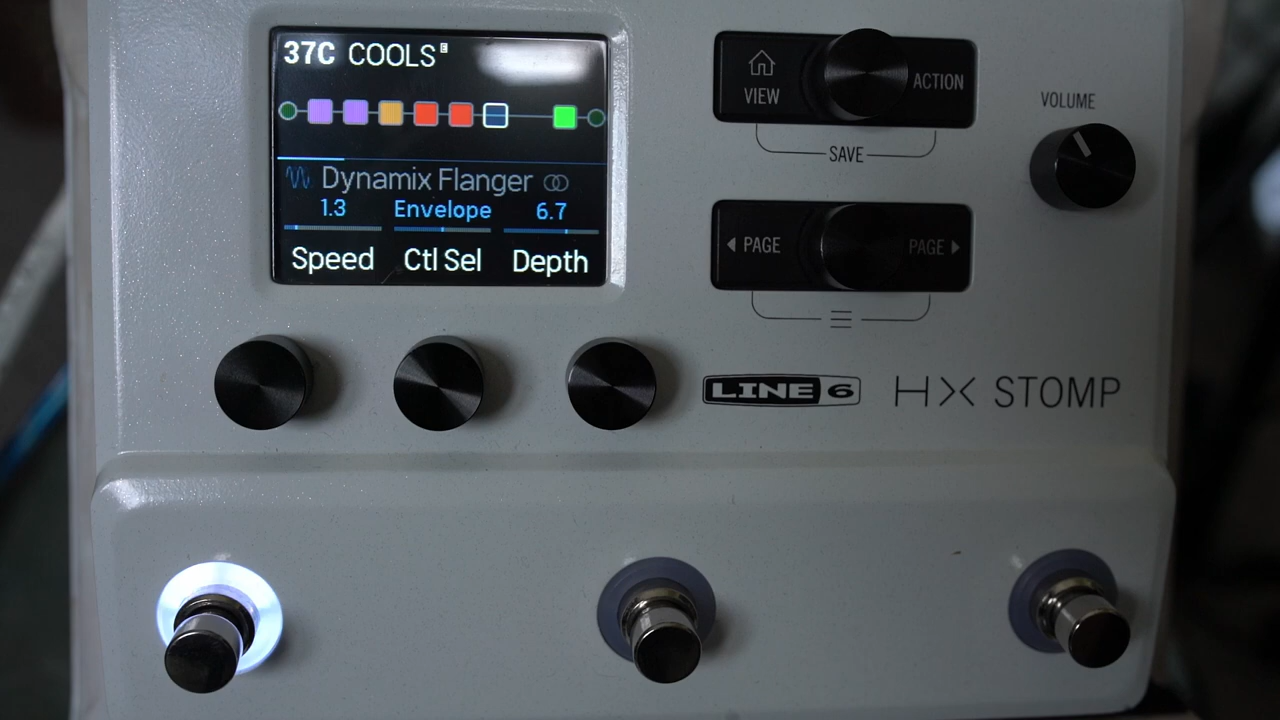 37C COOLS E
Dynamix Flanger
1.3 Envelope 6.7
Speed Ctl Sel Depth
VIEW
ACTION
SAVE
VOLUME
PAGE
PAGE
LINE 6 HX STOMP